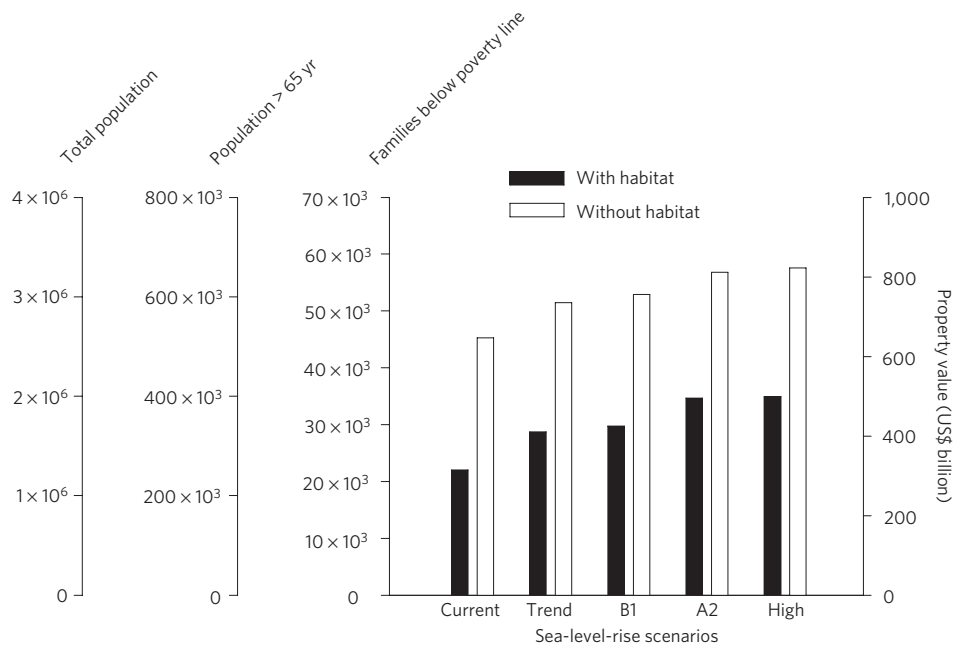 Total population
Population > 65 yr
Families below poverty line
With habitat
Without habitat
4 × 10⁶
3 × 10⁶
2 × 10⁶
1 × 10⁶
0
800 × 10³
600 × 10³
400 × 10³
200 × 10³
0
70 × 10³
60 × 10³
50 × 10³
40 × 10³
30 × 10³
20 × 10³
10 × 10³
0
1,000
800
600
400
200
0
Property value (US$ billion)
Current Trend B1 A2 High
Sea-level-rise scenarios